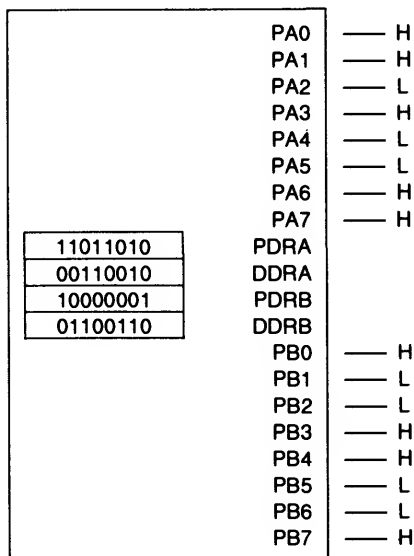 PA0 H
PA1 H
PA2 L
PA3 H
PA4 L
PA5 L
PA6 H
PA7 H
11011010 PDRA
00110010 DDRA
10000001 PDRB
01100110 DDRB
PB0 H
PB1 L
PB2 L
PB3 H
PB4 H
PB5 L
PB6 L
PB7 H